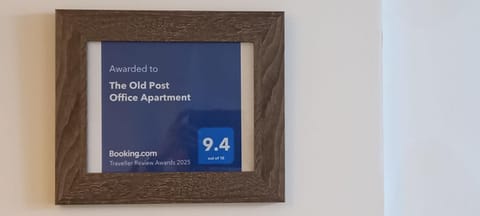 Awarded to
The Old Post
Office Apartment
9.4
out of 10
Booking.com
Traveller Review Awards 2025